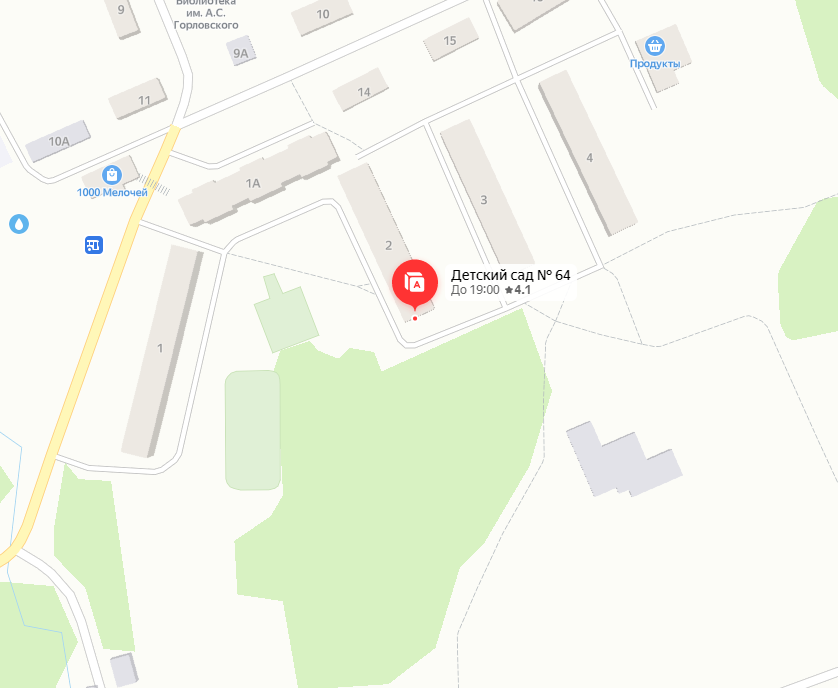 9
Библиотека
им. А.С.
Горловского
10
9А
15
Продукты
11
14
10А
1000 Мелочей
1А
4
3
2
Детский сад № 64
До 19:00 ★4.1
А
1